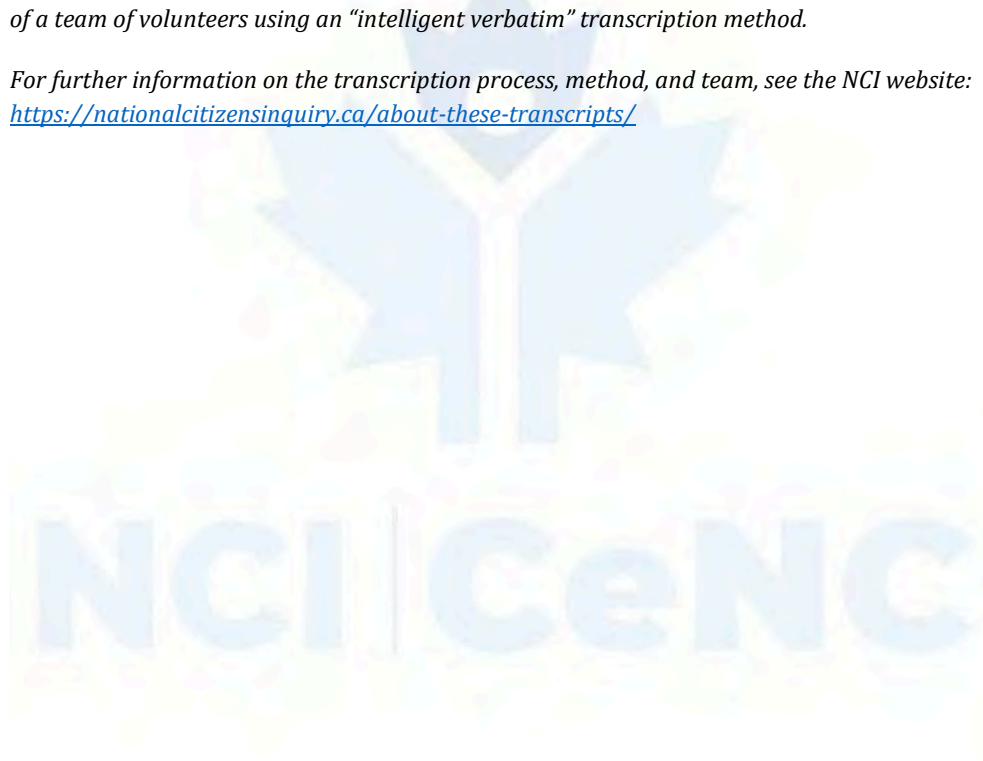 of a team of volunteers using an “intelligent verbatim” transcription method.
For further information on the transcription process, method, and team, see the NCI website:
https://nationalcitizensinquiry.ca/about-these-transcripts/
NCI | CeNC